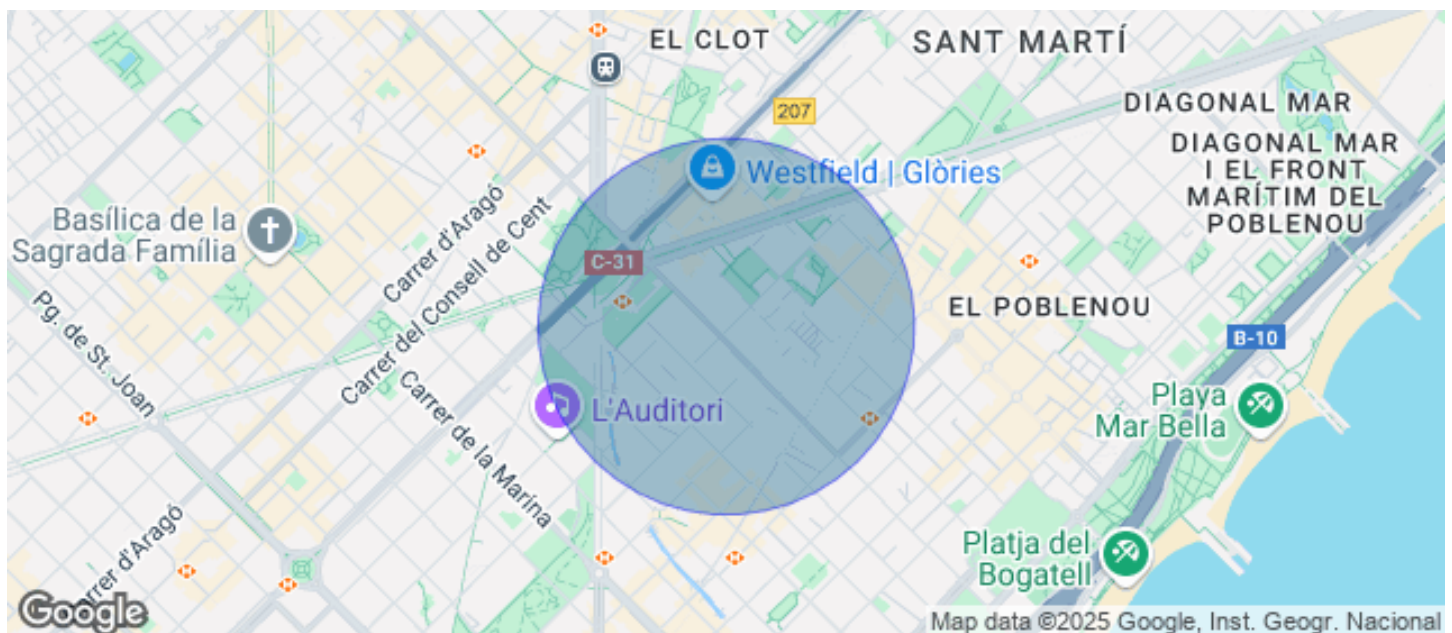 EL CLOT
SANT MARTÍ
DIAGONAL MAR
207
DIAGONAL MAR
I EL FRONT
MARÍTIM DEL
POBLENOU
Westfield | Glòries
Basílica de la
Sagrada Família
Carrer d'Aragó
Carrer del Consell de Cent
C-31
EL POBLENOU
Pg. de St. Joan
B-10
L'Auditori
Carrer de la Marina
Playa
Mar Bella
Carrer d'Aragó
Platja del
Bogatell
Google
Map data ©2025 Google, Inst. Geogr. Nacional